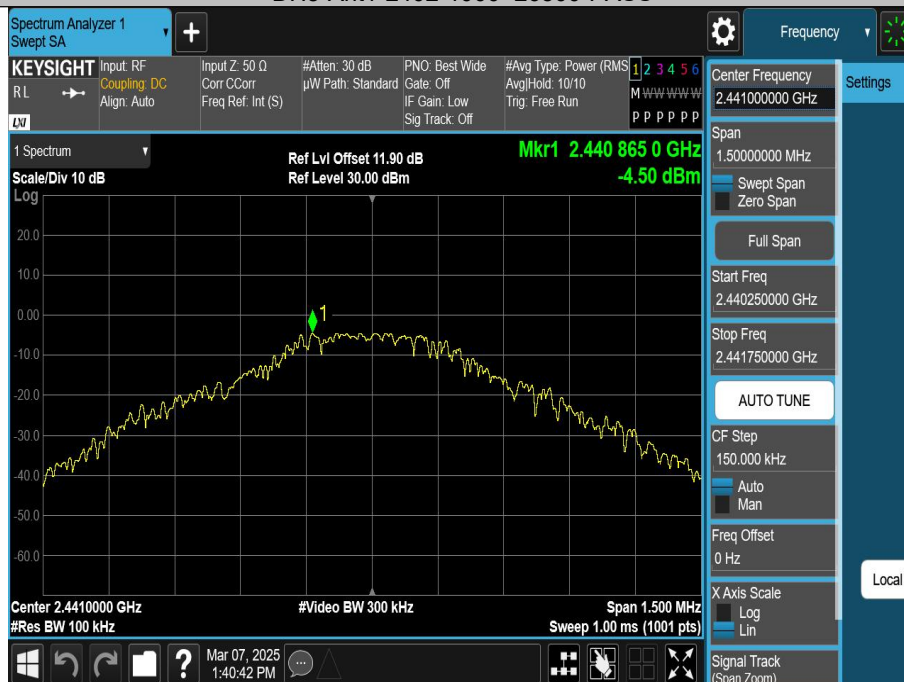 Spectrum Analyzer 1
Swept SA
+
Frequency
KEYSIGHT
RL
LXI
Input: RF
Coupling: DC
Align: Auto
Input Z: 50 Ω
Corr CCorr
Freq Ref: Int (S)
#Atten: 30 dB
µW Path: Standard
PNO: Best Wide
Gate: Off
IF Gain: Low
Sig Track: Off
#Avg Type: Power (RMS
Avg|Hold: 10/10
Trig: Free Run
1 2 3 4 5 6
M W W W W W
P P P P P P
1 Spectrum
Scale/Div 10 dB
Log
Ref Lvl Offset 11.90 dB
Ref Level 30.00 dBm
Mkr1 2.440 865 0 GHz
-4.50 dBm
20.0
10.0
0.00
-10.0
-20.0
-30.0
-40.0
-50.0
-60.0
1
Center 2.4410000 GHz
#Res BW 100 kHz
#Video BW 300 kHz
Span 1.500 MHz
Sweep 1.00 ms (1001 pts)
Mar 07, 2025
1:40:42 PM
?
Center Frequency
2.441000000 GHz
Settings
Span
1.50000000 MHz
Swept Span
Zero Span
Full Span
Start Freq
2.440250000 GHz
Stop Freq
2.441750000 GHz
AUTO TUNE
CF Step
150.000 kHz
Auto
Man
Freq Offset
0 Hz
Local
X Axis Scale
Log
Lin
Signal Track
(Span Zoom)